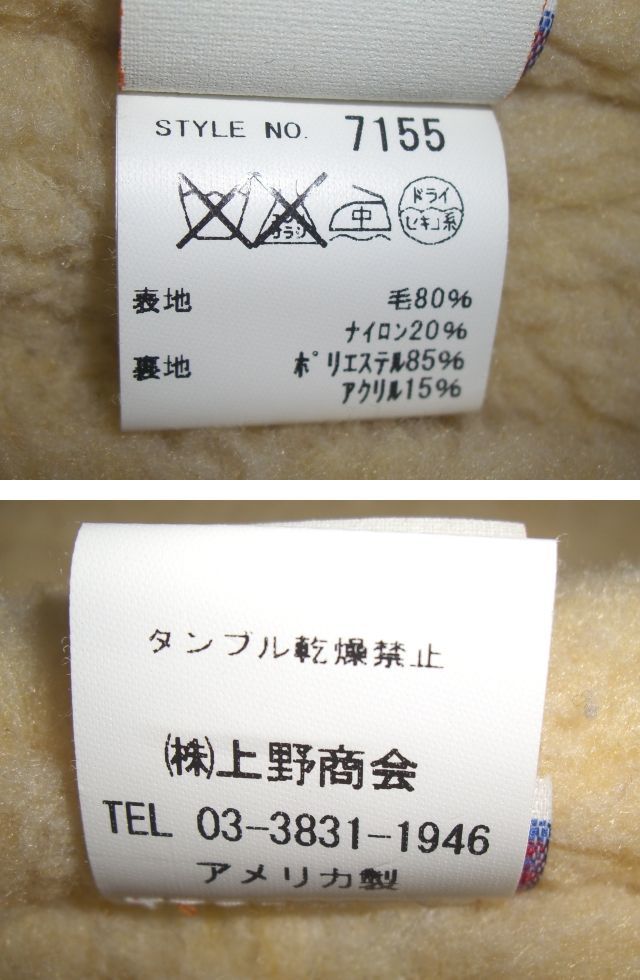 STYLE NO. 7155
中
ドライ
セキユ系
表地 毛80%
ナイロン20%
裏地 ポリエステル85%
アクリル15%
タンブル乾燥禁止
㈱上野商会
TEL 03-3831-1946
アメリカ製